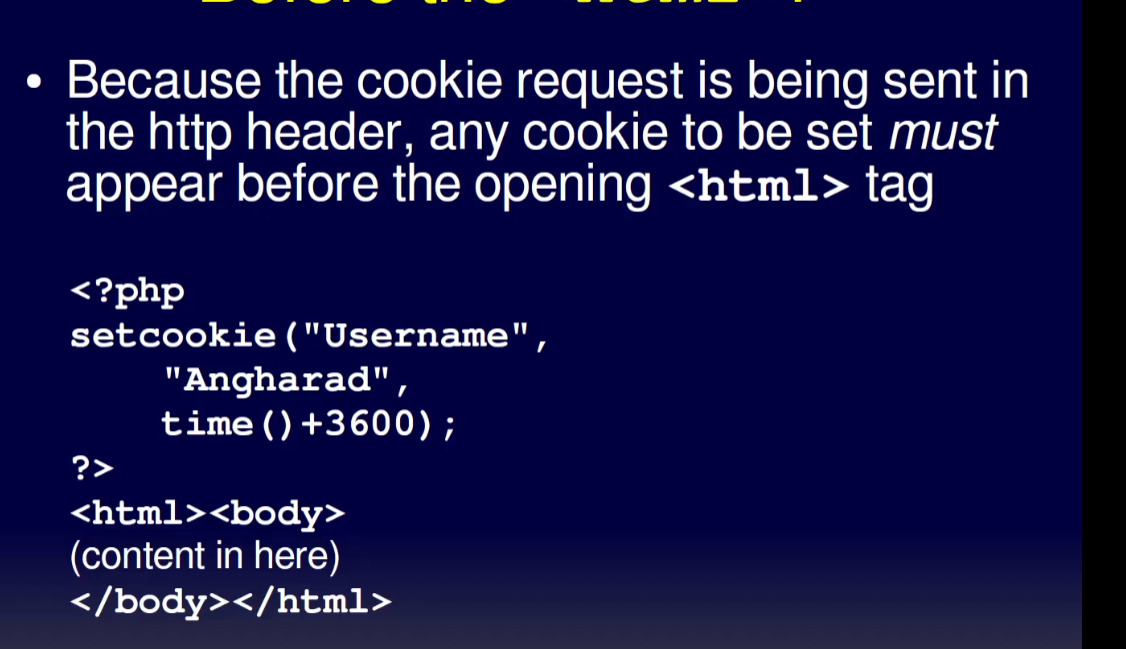 • Because the cookie request is being sent in
the http header, any cookie to be set must
appear before the opening <html> tag
<?php
setcookie("Username",
"Angharad",
time()+3600);
?>
<html><body>
(content in here)
</body></html>